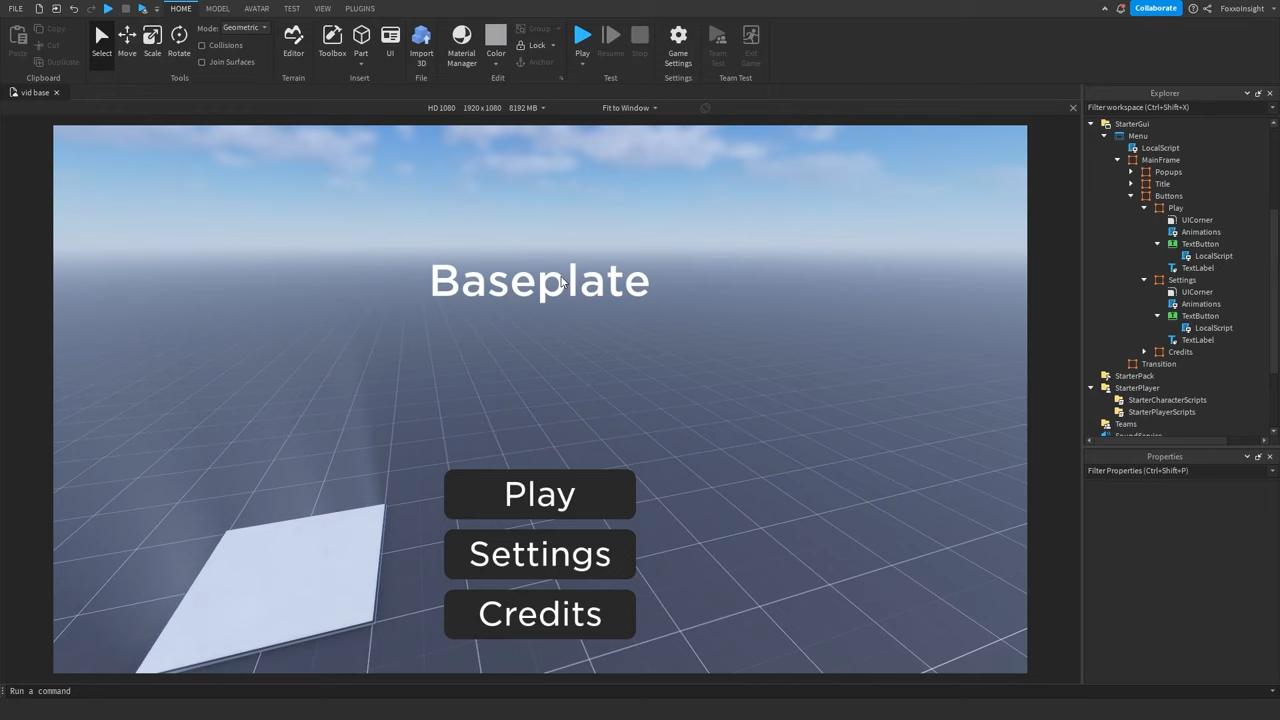 FILE HOME MODEL AVATAR TEST VIEW PLUGINS Collaborate FoxxoInsight
Paste Copy Cut Duplicate Select Move Scale Rotate Mode: Geometric Collisions Join Surfaces Editor Toolbox Part UI Import 3D Material Manager Color Group Lock Anchor Play Resume Stop Game Settings Team Test Exit Game
Clipboard Tools Terrain Insert File Edit Test Settings Team Test
vid base
HD 1080 1920 x 1080 8192 MB Fit to Window
Baseplate
Play
Settings
Credits
Explorer
Filter workspace (Ctrl+Shift+X)
StarterGui
Menu
LocalScript
MainFrame
Popups
Title
Buttons
Play
UICorner
Animations
TextButton
LocalScript
TextLabel
Settings
UICorner
Animations
TextButton
LocalScript
TextLabel
Credits
Transition
StarterPack
StarterPlayer
StarterCharacterScripts
StarterPlayerScripts
Teams
SoundService
Properties
Filter Properties (Ctrl+Shift+P)
Run a command